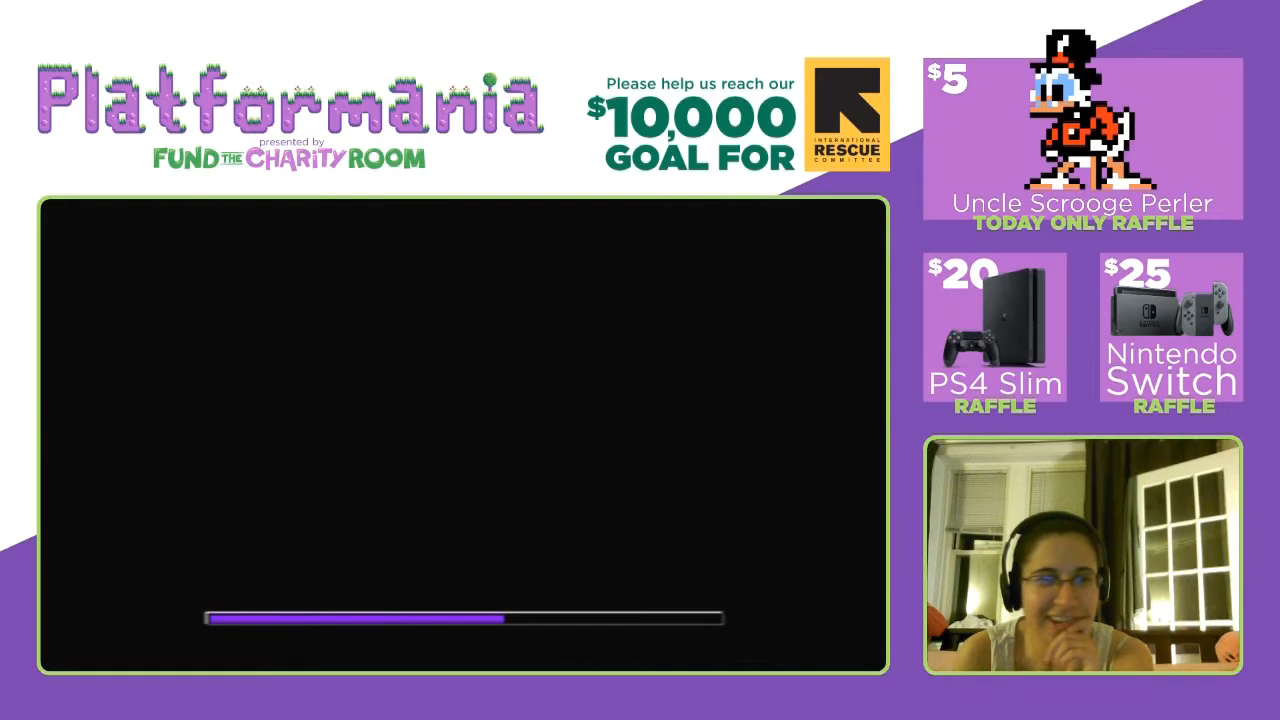 Platformania
presented by
FUND THE CHARITY ROOM
Please help us reach our
$10,000
GOAL FOR
INTERNATIONAL
RESCUE
COMMITTEE
$5
Uncle Scrooge Perler
TODAY ONLY RAFFLE
$20
PS4 Slim
RAFFLE
$25
Nintendo
Switch
RAFFLE